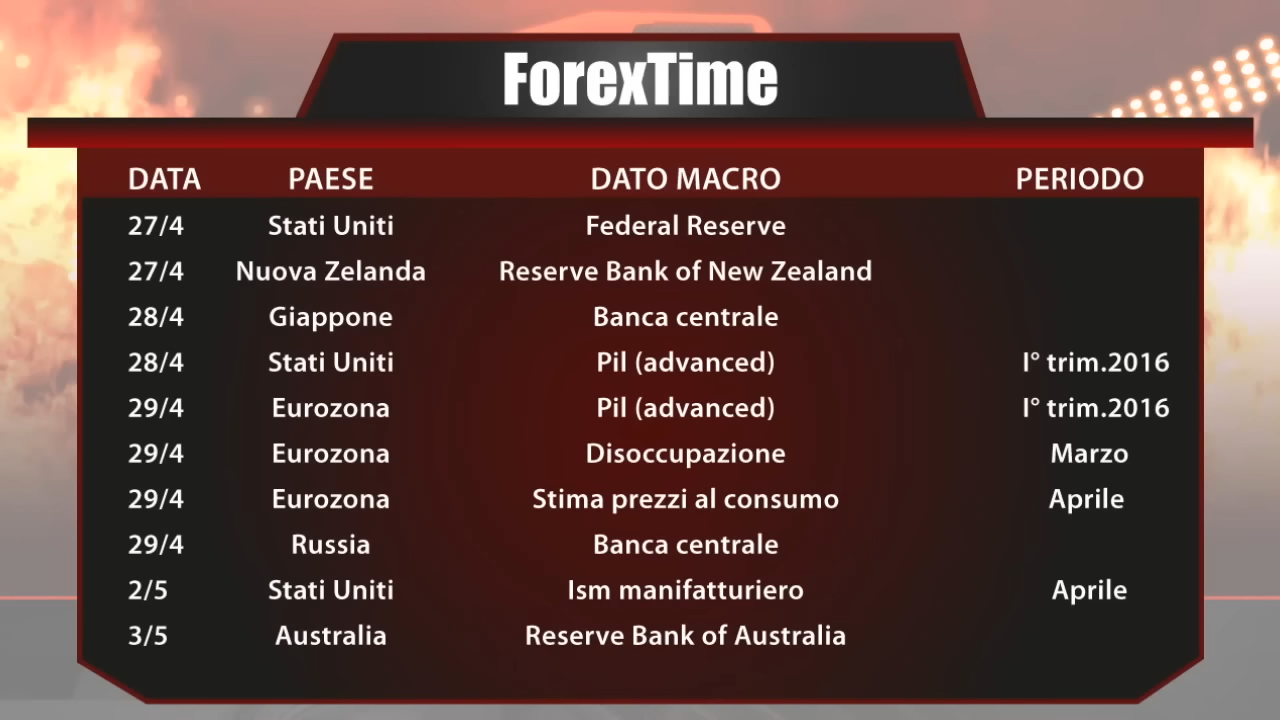 ForexTime
DATA PAESE DATO MACRO PERIODO
27/4 Stati Uniti Federal Reserve
27/4 Nuova Zelanda Reserve Bank of New Zealand
28/4 Giappone Banca centrale
28/4 Stati Uniti Pil (advanced) I° trim.2016
29/4 Eurozona Pil (advanced) I° trim.2016
29/4 Eurozona Disoccupazione Marzo
29/4 Eurozona Stima prezzi al consumo Aprile
29/4 Russia Banca centrale
2/5 Stati Uniti Ism manifatturiero Aprile
3/5 Australia Reserve Bank of Australia